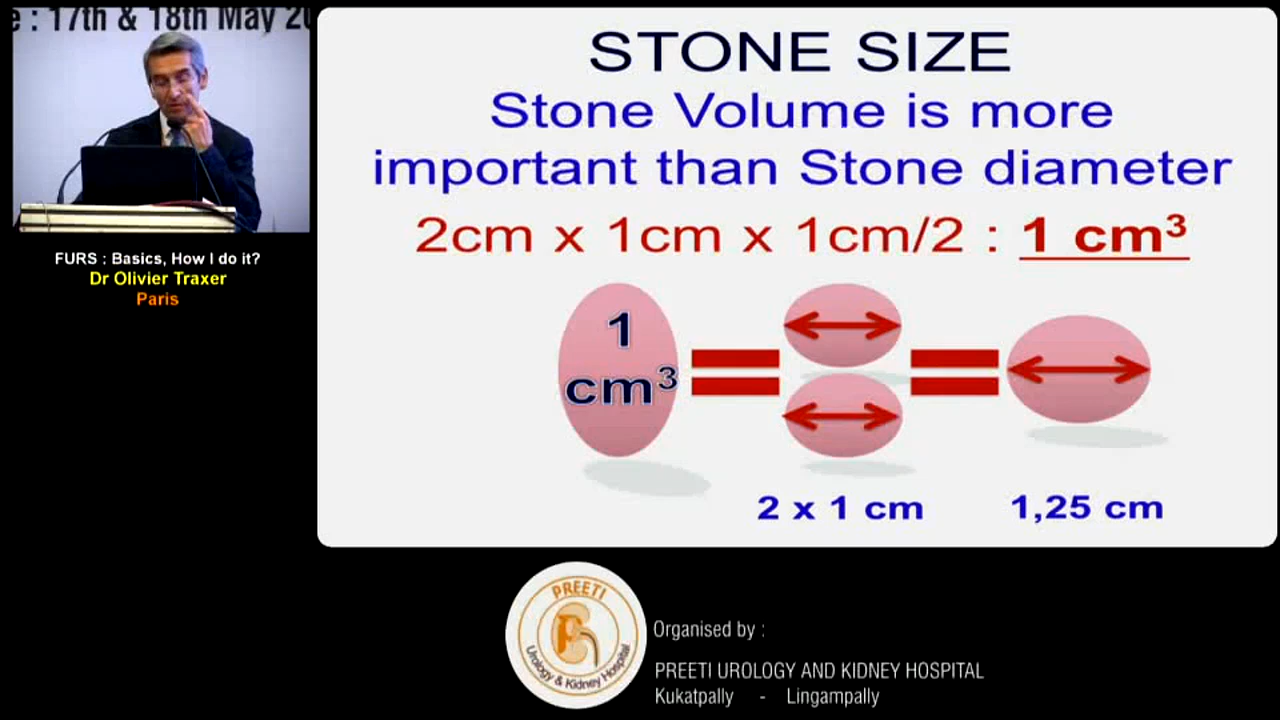 e : 17th & 18th May 20
FURS : Basics, How I do it?
Dr Olivier Traxer
Paris
STONE SIZE
Stone Volume is more
important than Stone diameter
2cm x 1cm x 1cm/2 : 1 cm³
1
cm³
2 x 1 cm
1,25 cm
PREETI
Urology & Kidney Hospital
Organised by :
PREETI UROLOGY AND KIDNEY HOSPITAL
Kukatpally - Lingampally